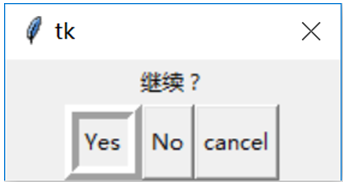 tk
继续？
Yes No cancel